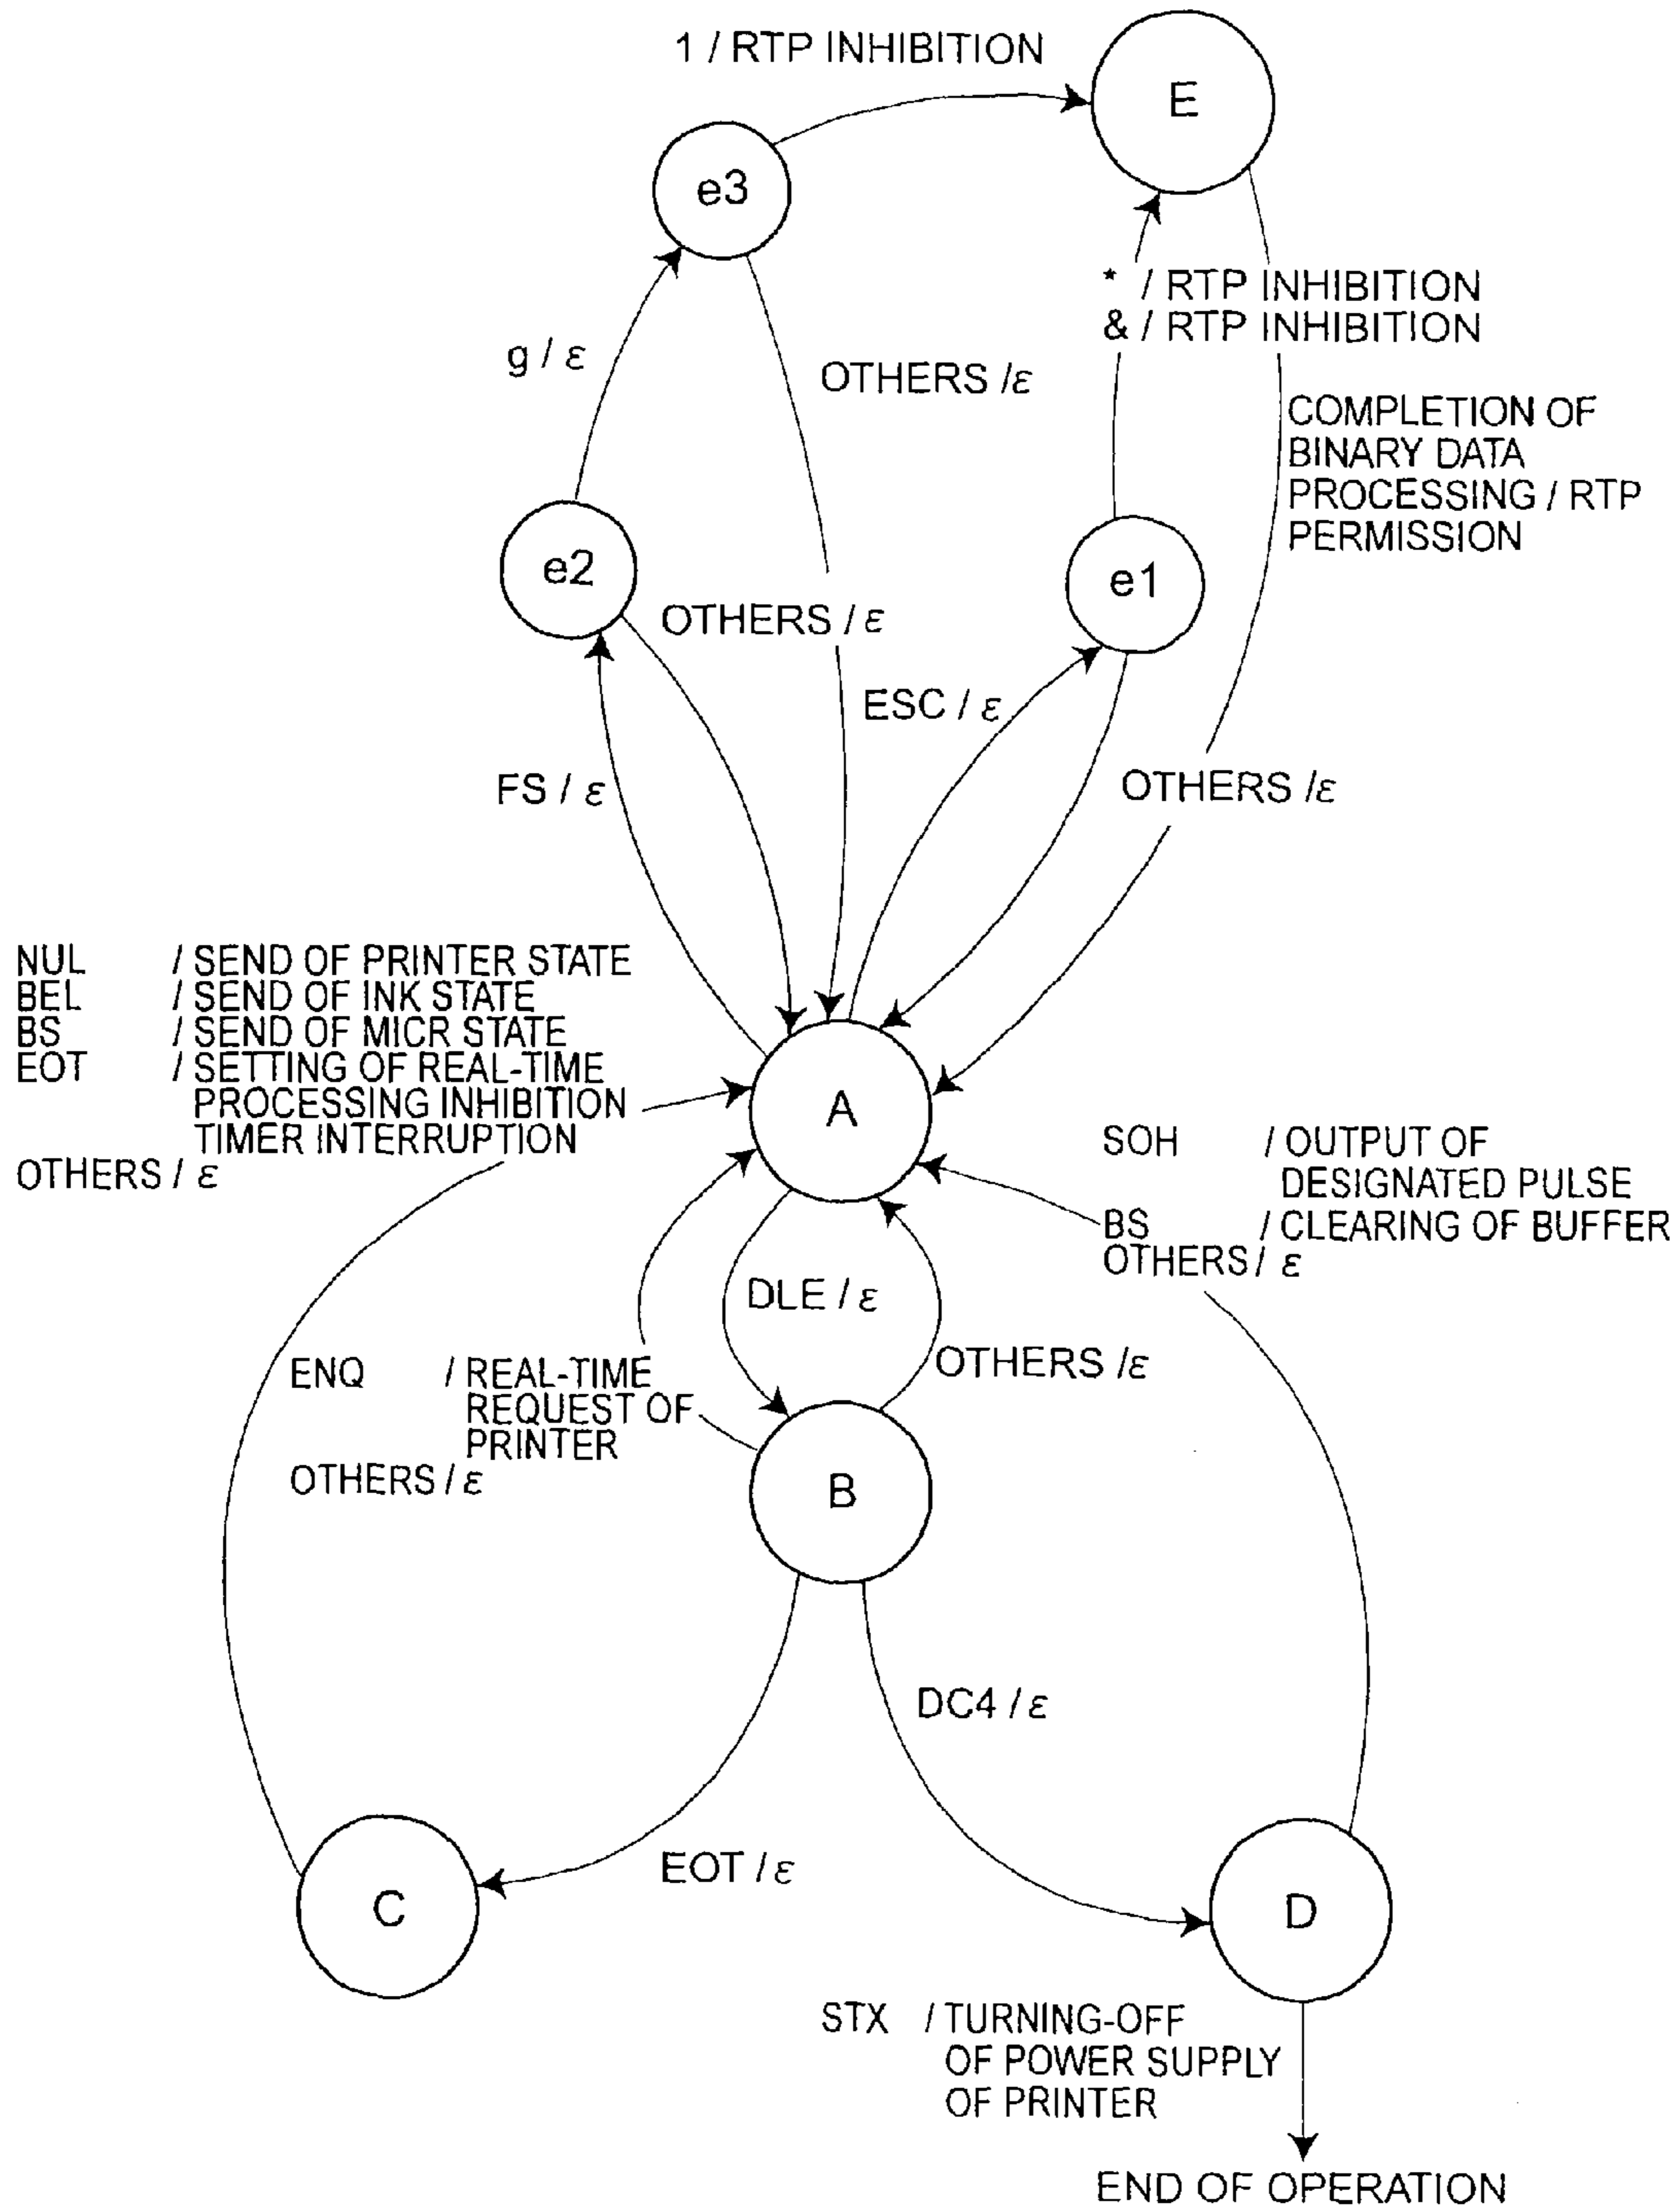 1 / RTP INHIBITION
E
e3
* / RTP INHIBITION
& / RTP INHIBITION
g / ε
OTHERS /ε
COMPLETION OF
BINARY DATA
PROCESSING / RTP
PERMISSION
e2
e1
OTHERS / ε
ESC / ε
FS / ε
OTHERS /ε
NUL / SEND OF PRINTER STATE
BEL / SEND OF INK STATE
BS / SEND OF MICR STATE
EOT / SETTING OF REAL-TIME
PROCESSING INHIBITION
TIMER INTERRUPTION
OTHERS / ε
A
SOH / OUTPUT OF
DESIGNATED PULSE
BS / CLEARING OF BUFFER
OTHERS / ε
DLE / ε
OTHERS /ε
ENQ / REAL-TIME
REQUEST OF
PRINTER
OTHERS / ε
B
DC4 / ε
EOT / ε
C
D
STX / TURNING-OFF
OF POWER SUPPLY
OF PRINTER
END OF OPERATION